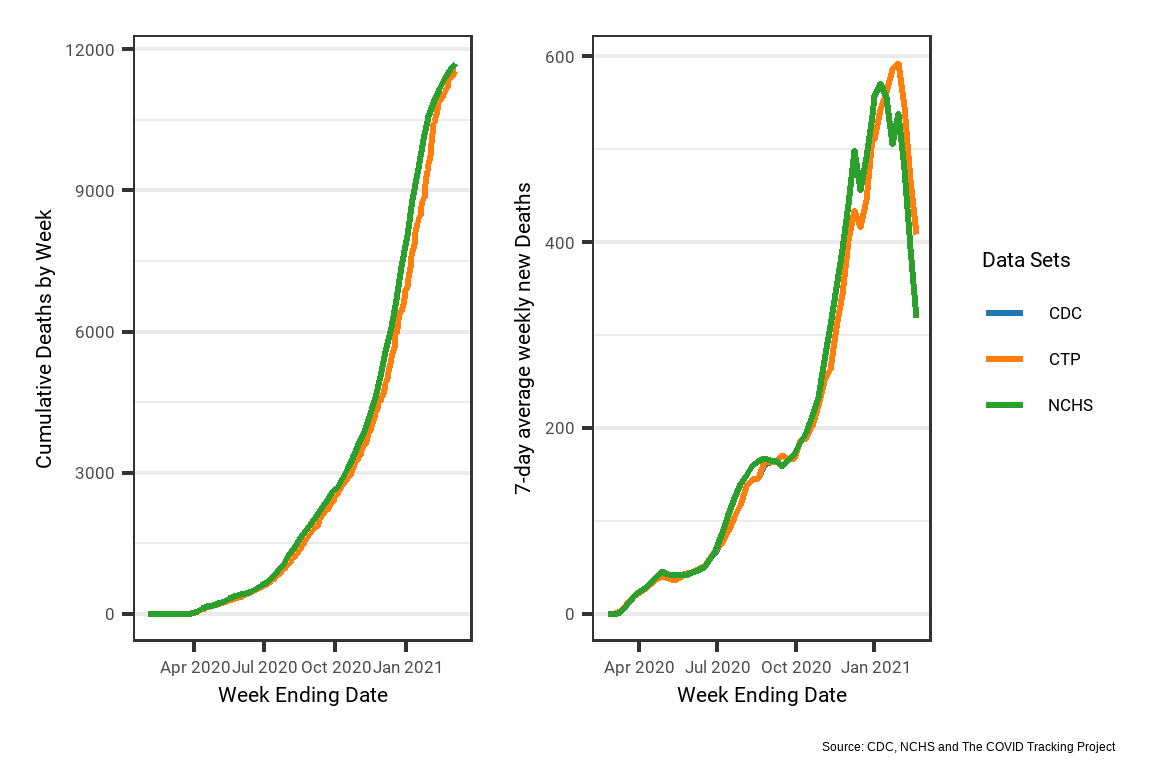 Cumulative Deaths by Week
12000
9000
6000
3000
0
Apr 2020 Jul 2020 Oct 2020 Jan 2021
Week Ending Date
7-day average weekly new Deaths
600
400
200
0
Apr 2020 Jul 2020 Oct 2020 Jan 2021
Week Ending Date
Data Sets
CDC
CTP
NCHS
Source: CDC, NCHS and The COVID Tracking Project